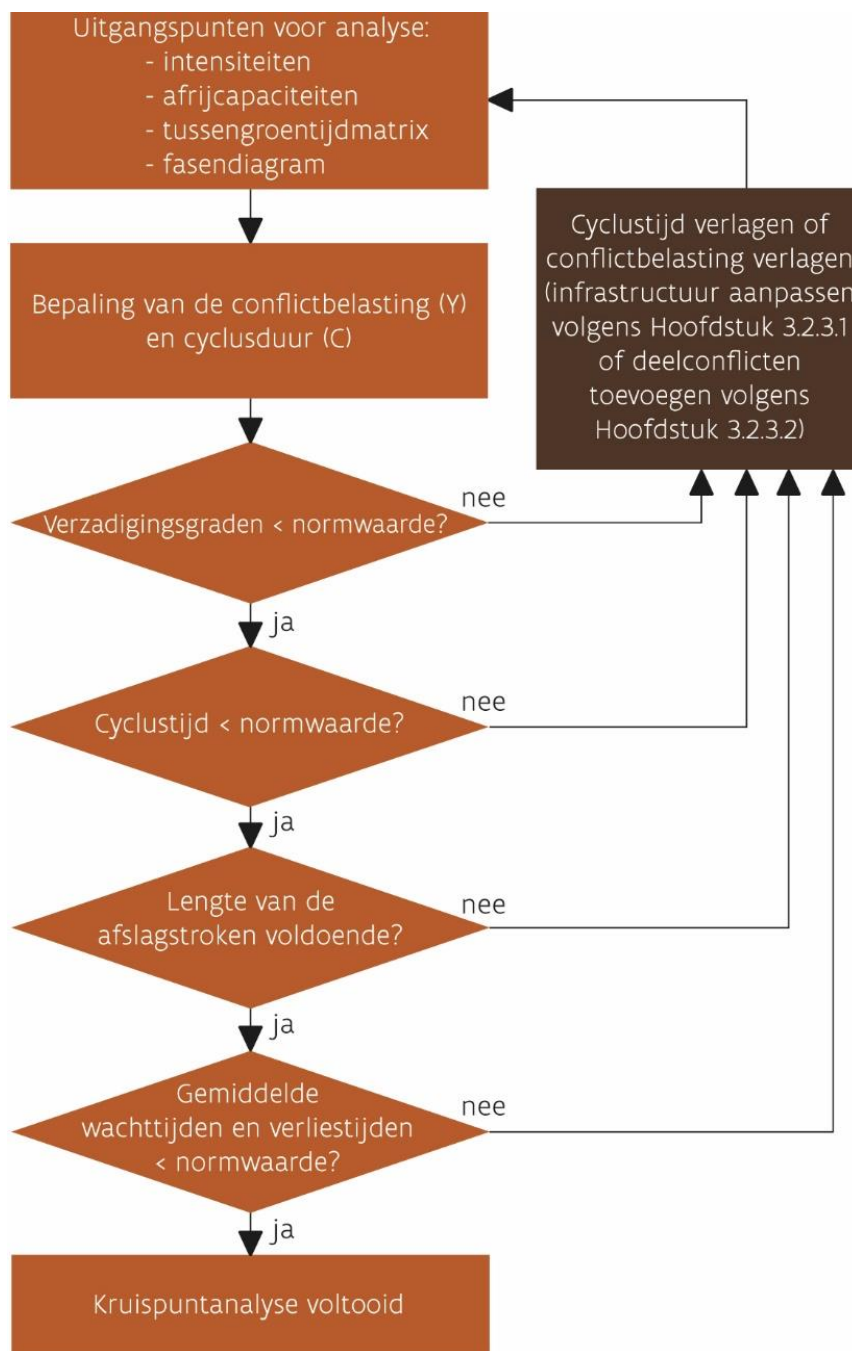 Uitgangspunten voor analyse:
- intensiteiten
- afrijcapaciteiten
- tussengroentijdmatrix
- fasendiagram
Cyclustijd verlagen of
conflictbelasting verlagen
(infrastructuur aanpassen
volgens Hoofdstuk 3.2.3.1
of deelconflicten
toevoegen volgens
Hoofdstuk 3.2.3.2)
Bepaling van de conflictbelasting (Y)
en cyclusduur (C)
Verzadigingsgraden < normwaarde?
nee
ja
Cyclustijd < normwaarde?
nee
ja
Lengte van de
afslagstroken voldoende?
nee
ja
Gemiddelde
wachttijden en verliestijden
< normwaarde?
nee
ja
Kruispuntanalyse voltooid